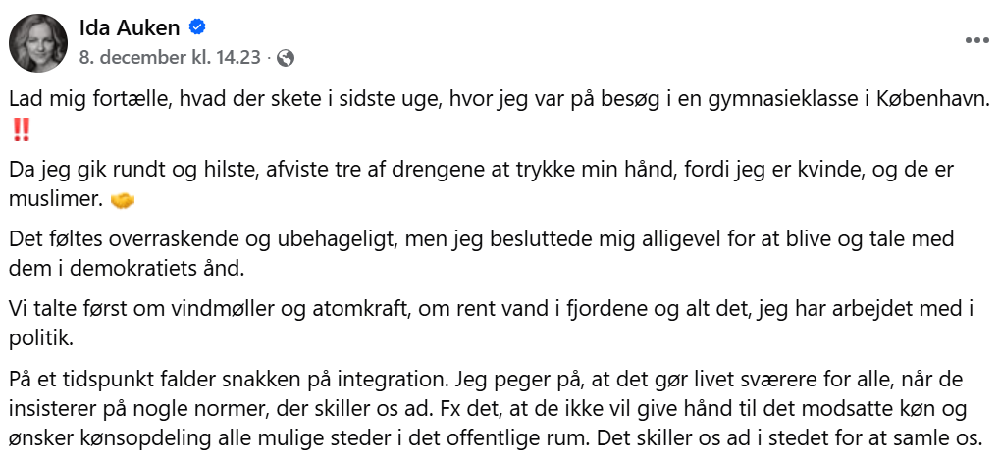 Ida Auken
8. december kl. 14.23 ·
Lad mig fortælle, hvad der skete i sidste uge, hvor jeg var på besøg i en gymnasieklasse i København.
‼️
Da jeg gik rundt og hilste, afviste tre af drengene at trykke min hånd, fordi jeg er kvinde, og de er
muslimer. 🤝
Det føltes overraskende og ubehageligt, men jeg besluttede mig alligevel for at blive og tale med
dem i demokratiets ånd.
Vi talte først om vindmøller og atomkraft, om rent vand i fjordene og alt det, jeg har arbejdet med i
politik.
På et tidspunkt falder snakken på integration. Jeg peger på, at det gør livet sværere for alle, når de
insisterer på nogle normer, der skiller os ad. Fx det, at de ikke vil give hånd til det modsatte køn og
ønsker kønsopdeling alle mulige steder i det offentlige rum. Det skiller os ad i stedet for at samle os.